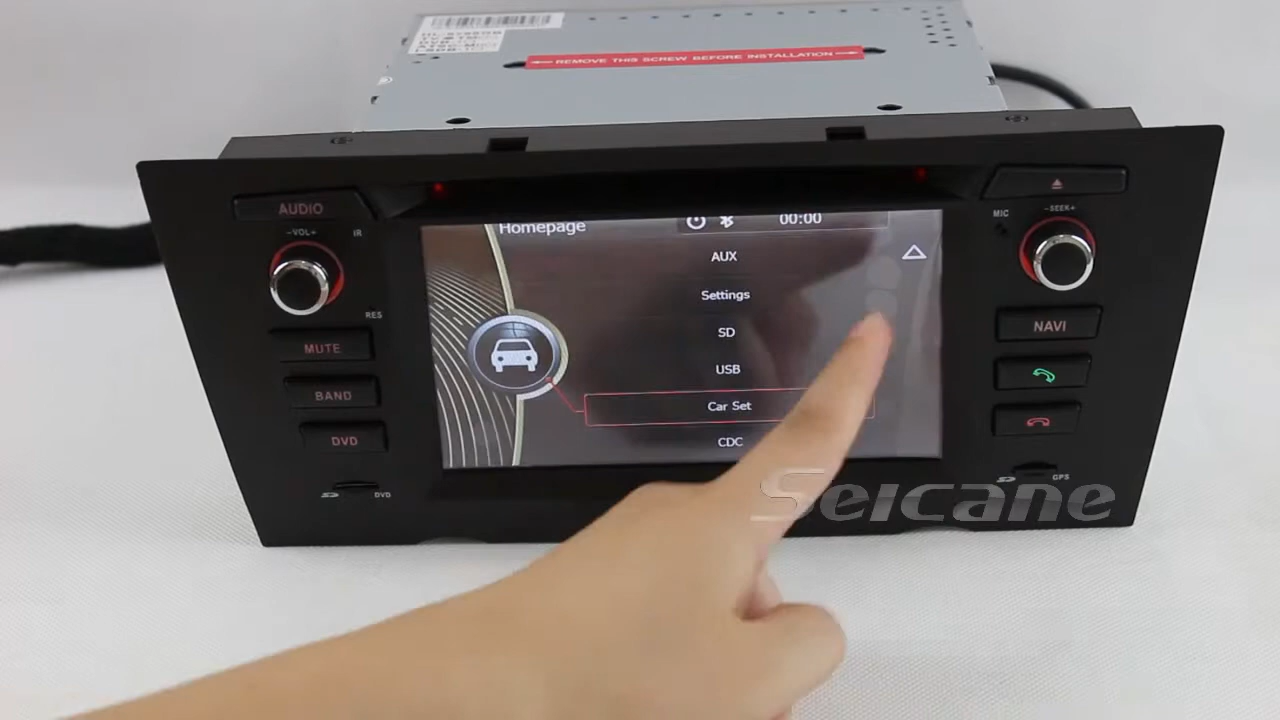 REMOVE THIS SCREW BEFORE INSTALLATION
AUDIO
-VOL+
IR
MIC
-SEEK+
Homepage
00:00
AUX
Settings
SD
USB
Car Set
CDC
RES
MUTE
BAND
DVD
NAVI
DVD
GPS
Seicane